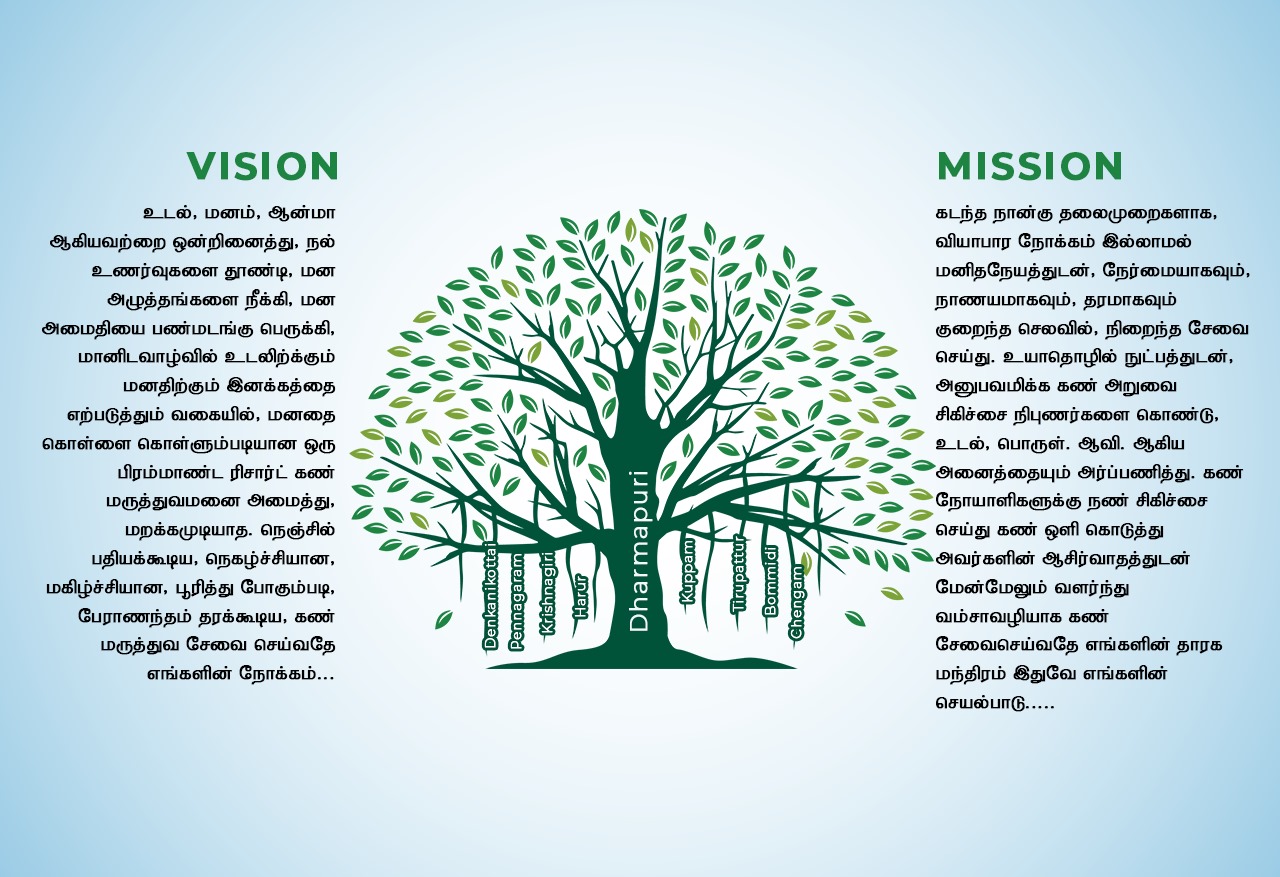 VISION
உடல், மனம், ஆன்மா
ஆகியவற்றை ஒன்றினைத்து, நல்
உணர்வுகளை தூண்டி, மன
அழுத்தங்களை நீக்கி, மன
அமைதியை பண்மடங்கு பெருக்கி,
மானிடவாழ்வில் உடலிற்க்கும்
மனதிற்கும் இனக்கத்தை
எற்படுத்தும் வகையில், மனதை
கொள்ளை கொள்ளும்படியான ஒரு
பிரம்மாண்ட ரிசார்ட் கண்
மருத்துவமனை அமைத்து,
மறக்கமுடியாத. நெஞ்சில்
பதியக்கூடிய, நெகழ்ச்சியான,
மகிழ்ச்சியான, பூரித்து போகும்படி,
பேராணந்தம் தரக்கூடிய, கண்
மருத்துவ சேவை செய்வதே
எங்களின் நோக்கம்...
Denkanikottai
Pennagaram
Krishnagiri
Harur
Dharmapuri
Kuppam
Tirupattur
Bommidi
Chengam
MISSION
கடந்த நான்கு தலைமுறைகளாக,
வியாபார நோக்கம் இல்லாமல்
மனிதநேயத்துடன், நேர்மையாகவும்,
நாணயமாகவும், தரமாகவும்
குறைந்த செலவில், நிறைந்த சேவை
செய்து. உயாதொழில் நுட்பத்துடன்,
அனுபவமிக்க கண் அறுவை
சிகிச்சை நிபுணர்களை கொண்டு,
உடல், பொருள். ஆவி. ஆகிய
அனைத்தையும் அர்ப்பணித்து. கண்
நோயாளிகளுக்கு நண் சிகிச்சை
செய்து கண் ஒளி கொடுத்து
அவர்களின் ஆசிர்வாதத்துடன்
மேன்மேலும் வளர்ந்து
வம்சாவழியாக கண்
சேவைசெய்வதே எங்களின் தாரக
மந்திரம் இதுவே எங்களின்
செயல்பாடு.....